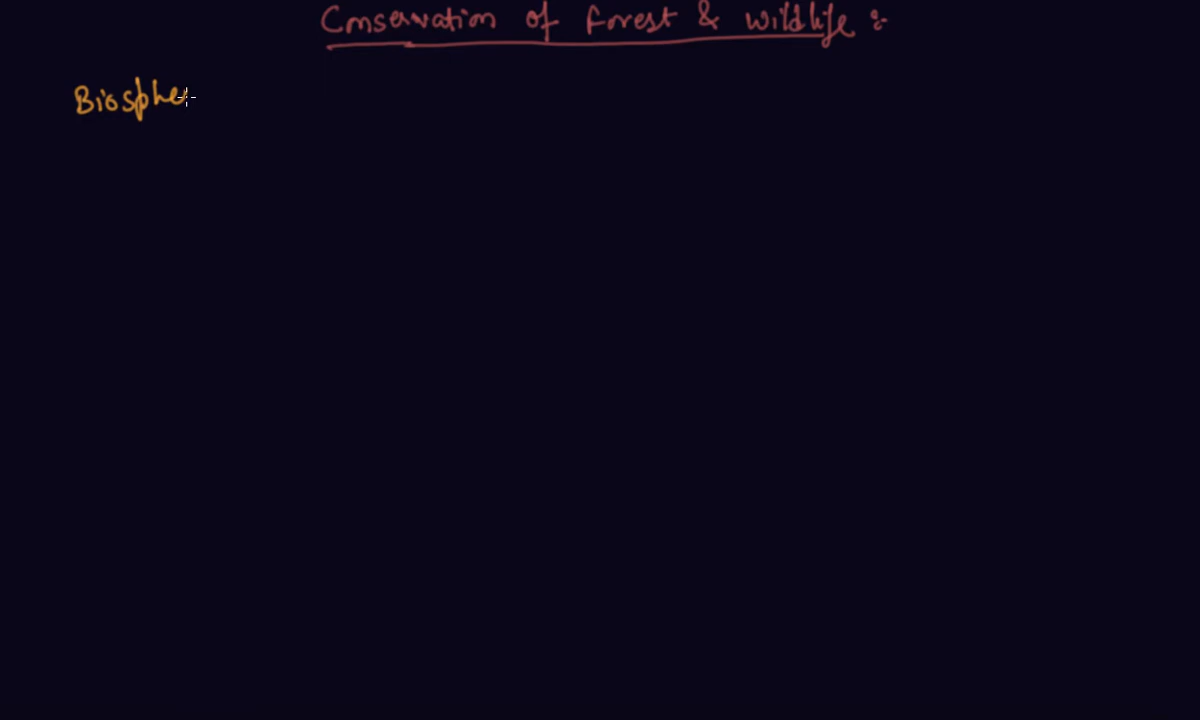 Conservation of forest & wildlife :-
Biosphe